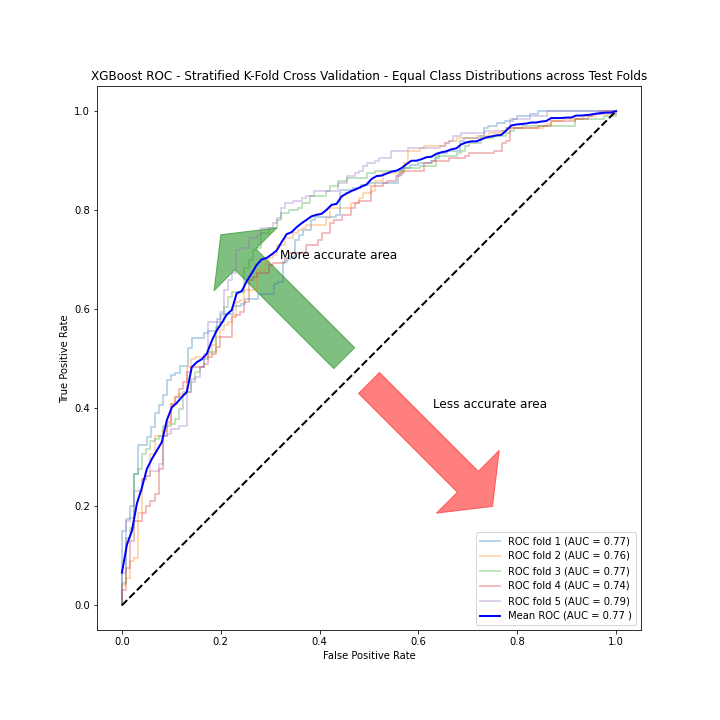 XGBoost ROC - Stratified K-Fold Cross Validation - Equal Class Distributions across Test Folds
1.0
0.8
0.6
0.4
0.2
0.0
True Positive Rate
More accurate area
Less accurate area
ROC fold 1 (AUC = 0.77)
ROC fold 2 (AUC = 0.76)
ROC fold 3 (AUC = 0.77)
ROC fold 4 (AUC = 0.74)
ROC fold 5 (AUC = 0.79)
Mean ROC (AUC = 0.77 )
0.0 0.2 0.4 0.6 0.8 1.0
False Positive Rate